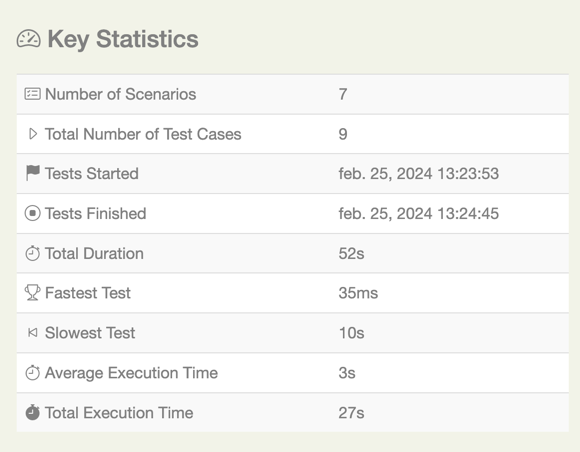 Key Statistics
Number of Scenarios 7
Total Number of Test Cases 9
Tests Started feb. 25, 2024 13:23:53
Tests Finished feb. 25, 2024 13:24:45
Total Duration 52s
Fastest Test 35ms
Slowest Test 10s
Average Execution Time 3s
Total Execution Time 27s